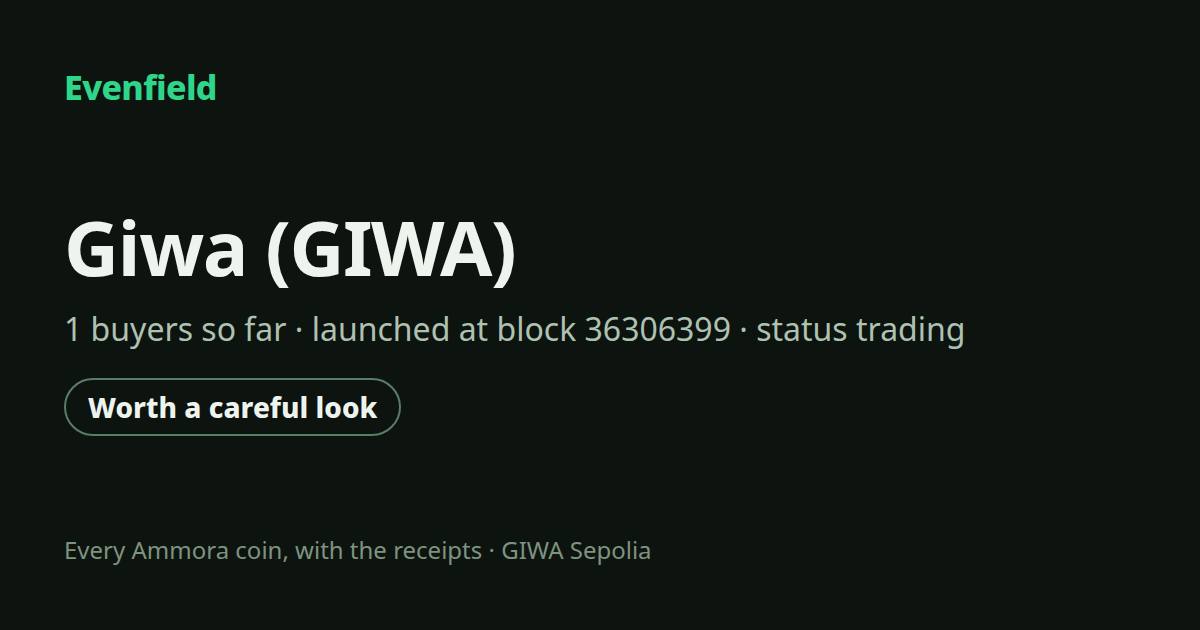 Evenfield
Giwa (GIWA)
1 buyers so far · launched at block 36306399 · status trading
Worth a careful look
Every Ammora coin, with the receipts · GIWA Sepolia